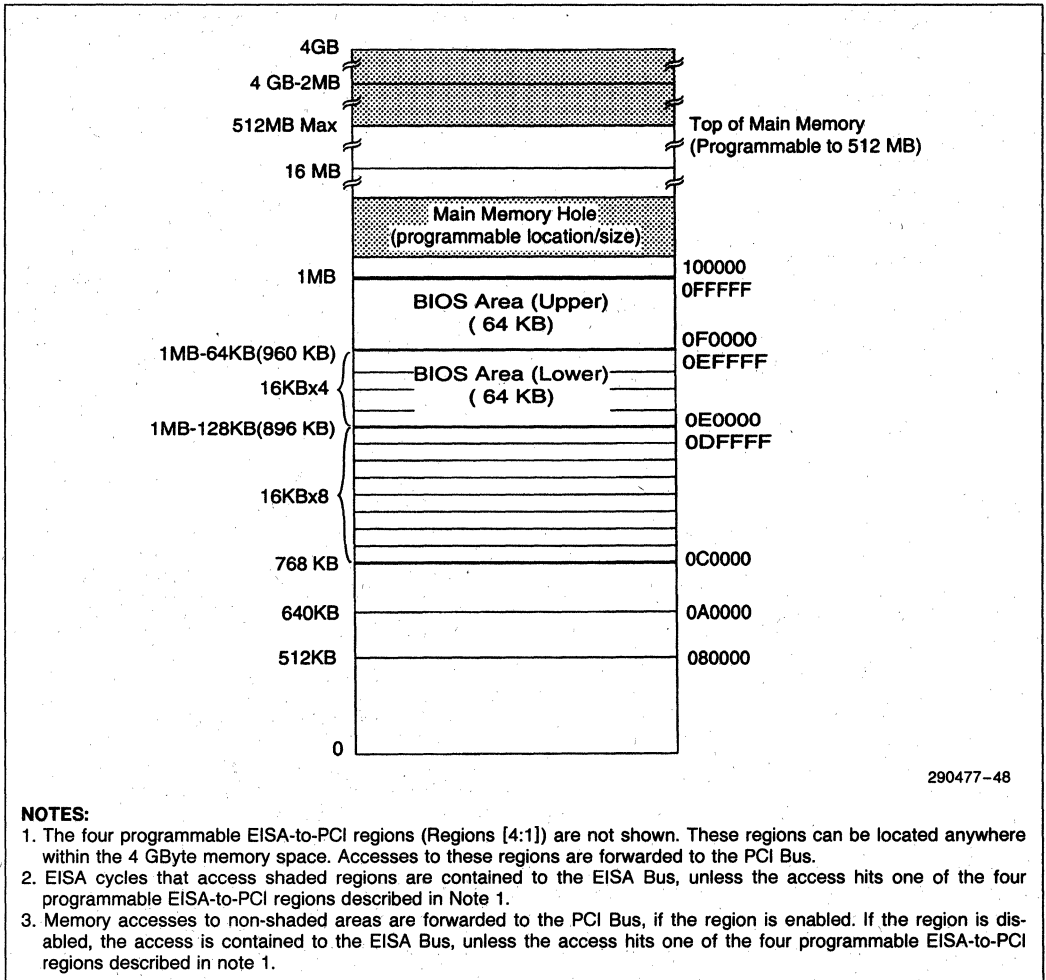 4GB
4 GB-2MB
512MB Max
Top of Main Memory
(Programmable to 512 MB)
16 MB
Main Memory Hole
(programmable location/size)
1MB
100000
0FFFFF
BIOS Area (Upper)
( 64 KB)
0F0000
1MB-64KB(960 KB)
0EFFFF
BIOS Area (Lower)
16KBx4
( 64 KB)
0E0000
1MB-128KB(896 KB)
0DFFFF
16KBx8
768 KB
0C0000
640KB
0A0000
512KB
080000
0
290477-48
NOTES:
1. The four programmable EISA-to-PCI regions (Regions [4:1]) are not shown. These regions can be located anywhere
within the 4 GByte memory space. Accesses to these regions are forwarded to the PCI Bus.
2. EISA cycles that access shaded regions are contained to the EISA Bus, unless the access hits one of the four
programmable EISA-to-PCI regions described in Note 1.
3. Memory accesses to non-shaded areas are forwarded to the PCI Bus, if the region is enabled. If the region is dis-
abled, the access is contained to the EISA Bus, unless the access hits one of the four programmable EISA-to-PCI
regions described in note 1.